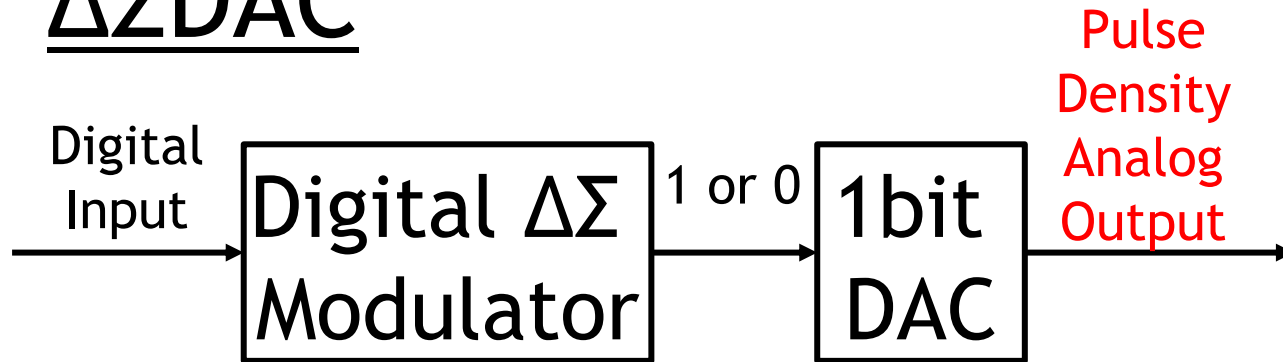 ΔΣDAC
Digital
Input
Digital ΔΣ
Modulator
1 or 0
1bit
DAC
Pulse
Density
Analog
Output